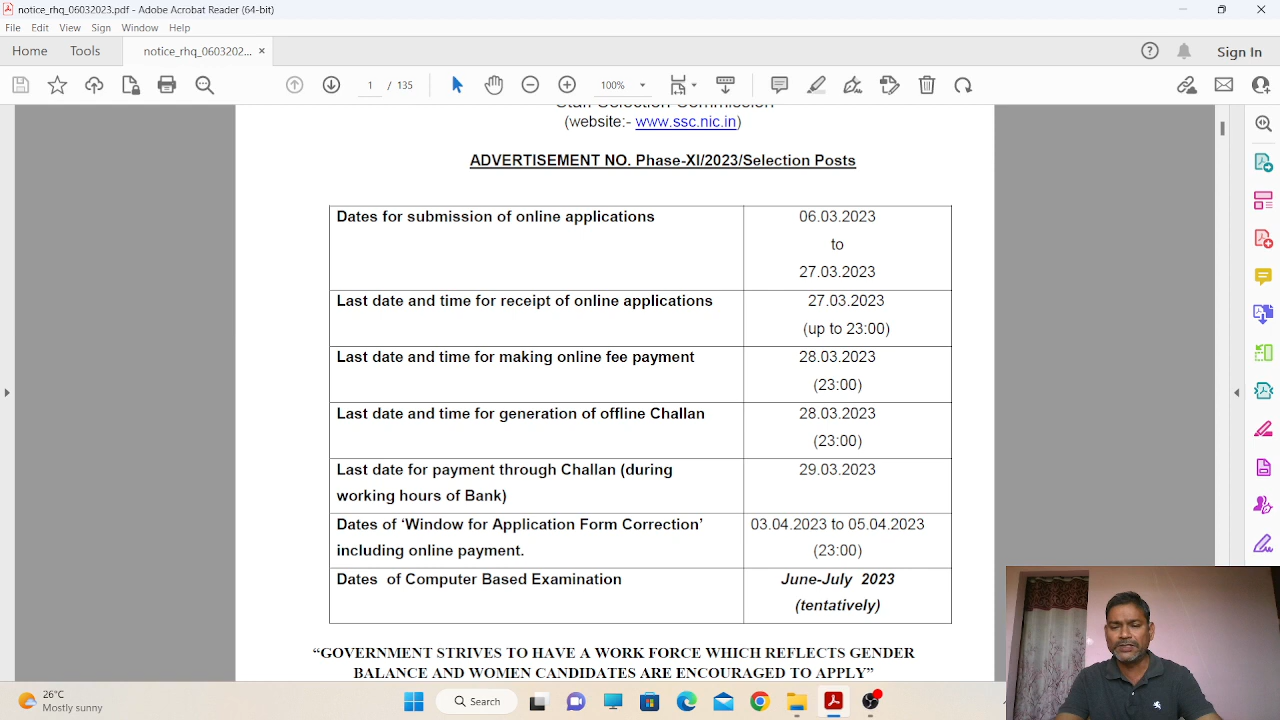 notice_rhq_06032023.pdf - Adobe Acrobat Reader (64-bit)
File Edit View Sign Window Help
Home Tools notice_rhq_0603202... × Sign In
1 / 135 100%
Staff Selection Commission
(website:- www.ssc.nic.in)
ADVERTISEMENT NO. Phase-XI/2023/Selection Posts
Dates for submission of online applications 06.03.2023
to
27.03.2023
Last date and time for receipt of online applications 27.03.2023
(up to 23:00)
Last date and time for making online fee payment 28.03.2023
(23:00)
Last date and time for generation of offline Challan 28.03.2023
(23:00)
Last date for payment through Challan (during 29.03.2023
working hours of Bank)
Dates of ‘Window for Application Form Correction’ 03.04.2023 to 05.04.2023
including online payment. (23:00)
Dates of Computer Based Examination June-July 2023
(tentatively)
“GOVERNMENT STRIVES TO HAVE A WORK FORCE WHICH REFLECTS GENDER
BALANCE AND WOMEN CANDIDATES ARE ENCOURAGED TO APPLY”
26°C
Mostly sunny
Search